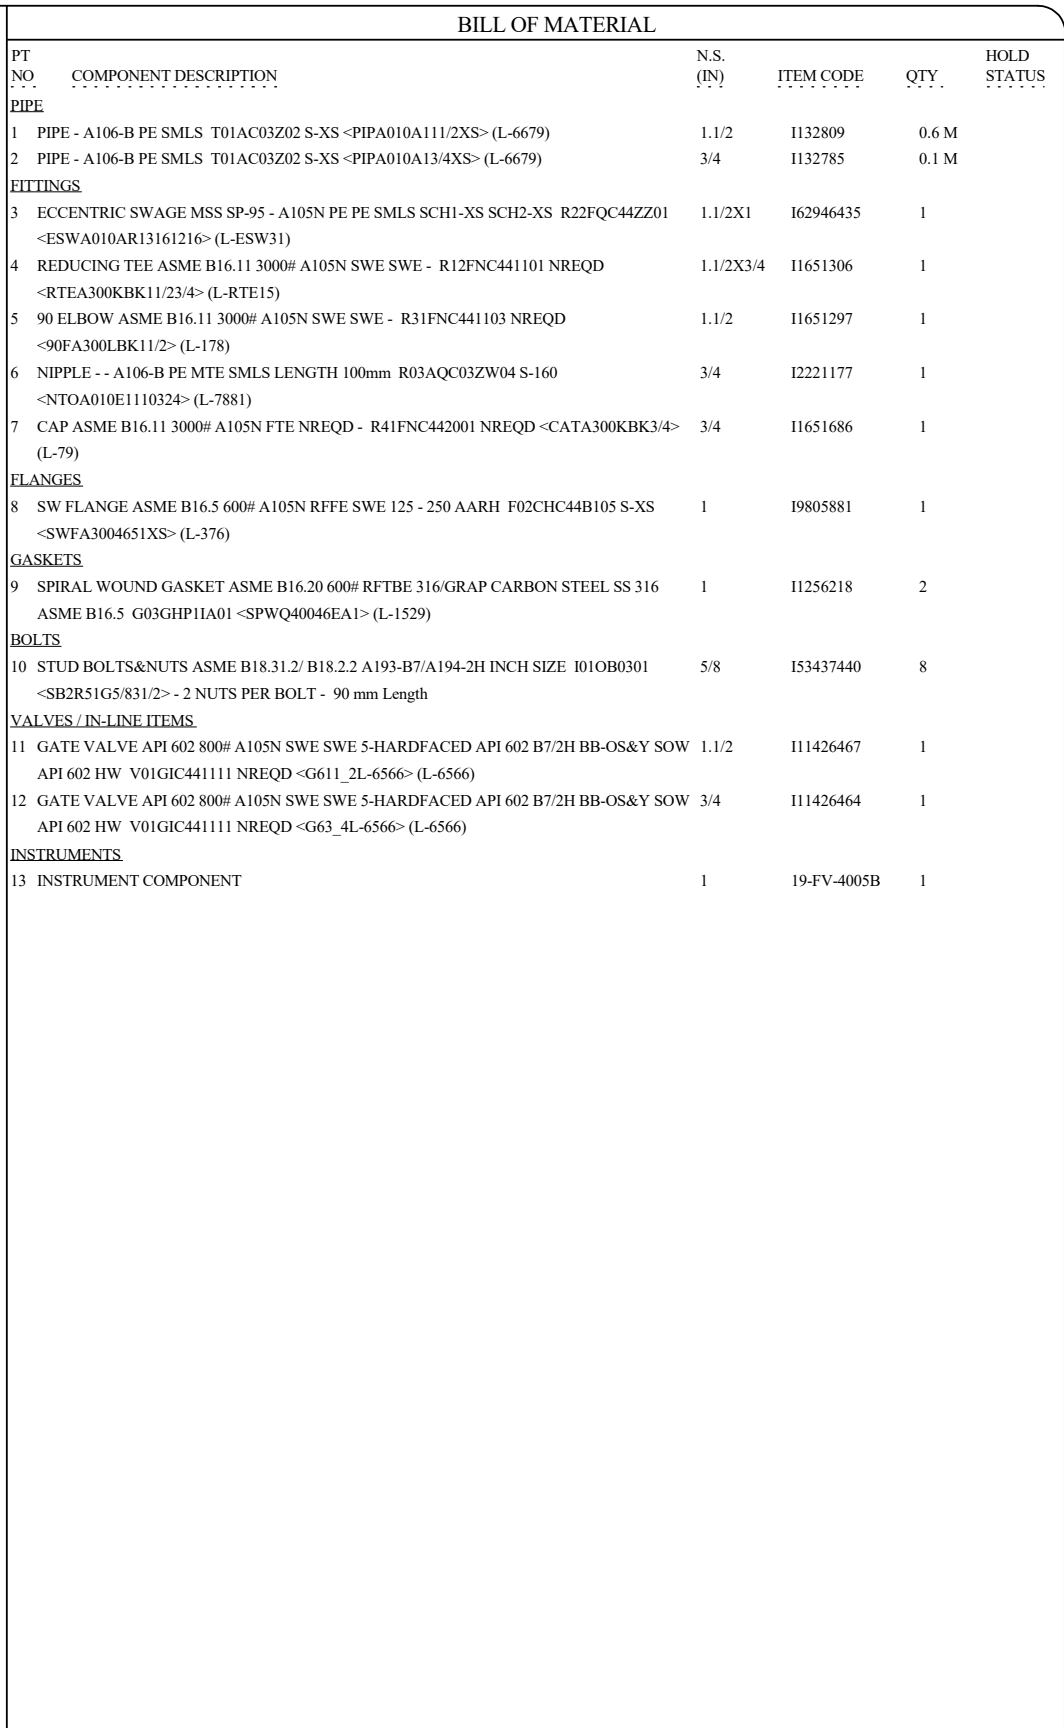 BILL OF MATERIAL
PT N.S. HOLD
NO COMPONENT DESCRIPTION (IN) ITEM CODE QTY STATUS
PIPE
1 PIPE - A106-B PE SMLS T01AC03Z02 S-XS <PIPA010A111/2XS> (L-6679) 1.1/2 I132809 0.6 M
2 PIPE - A106-B PE SMLS T01AC03Z02 S-XS <PIPA010A13/4XS> (L-6679) 3/4 I132785 0.1 M
FITTINGS
3 ECCENTRIC SWAGE MSS SP-95 - A105N PE PE SMLS SCH1-XS SCH2-XS R22FQC44ZZ01 1.1/2X1 I62946435 1
<ESWA010AR13161216> (L-ESW31)
4 REDUCING TEE ASME B16.11 3000# A105N SWE SWE - R12FNC441101 NREQD 1.1/2X3/4 I1651306 1
<RTEA300KBK11/23/4> (L-RTE15)
5 90 ELBOW ASME B16.11 3000# A105N SWE SWE - R31FNC441103 NREQD 1.1/2 I1651297 1
<90FA300LBK11/2> (L-178)
6 NIPPLE - - A106-B PE MTE SMLS LENGTH 100mm R03AQC03ZW04 S-160 3/4 I2221177 1
<NTOA010E1110324> (L-7881)
7 CAP ASME B16.11 3000# A105N FTE NREQD - R41FNC442001 NREQD <CATA300KBK3/4> 3/4 I1651686 1
(L-79)
FLANGES
8 SW FLANGE ASME B16.5 600# A105N RFFE SWE 125 - 250 AARH F02CHC44B105 S-XS 1 I9805881 1
<SWFA3004651XS> (L-376)
GASKETS
9 SPIRAL WOUND GASKET ASME B16.20 600# RFTBE 316/GRAP CARBON STEEL SS 316 1 I1256218 2
ASME B16.5 G03GHP1IA01 <SPWQ40046EA1> (L-1529)
BOLTS
10 STUD BOLTS&NUTS ASME B18.31.2/ B18.2.2 A193-B7/A194-2H INCH SIZE I01OB0301 5/8 I53437440 8
<SB2R51G5/831/2> - 2 NUTS PER BOLT - 90 mm Length
VALVES / IN-LINE ITEMS
11 GATE VALVE API 602 800# A105N SWE SWE 5-HARDFACED API 602 B7/2H BB-OS&Y SOW 1.1/2 I11426467 1
API 602 HW V01GIC441111 NREQD <G611_2L-6566> (L-6566)
12 GATE VALVE API 602 800# A105N SWE SWE 5-HARDFACED API 602 B7/2H BB-OS&Y SOW 3/4 I11426464 1
API 602 HW V01GIC441111 NREQD <G63_4L-6566> (L-6566)
INSTRUMENTS
13 INSTRUMENT COMPONENT 1 19-FV-4005B 1